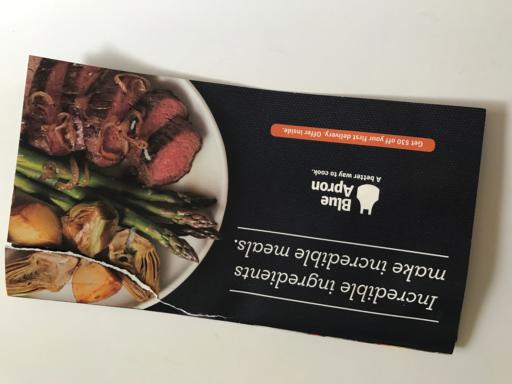 Incredible ingredients
make incredible meals.
Blue
Apron
A better way to cook.
Get $30 off your first delivery. Offer inside.